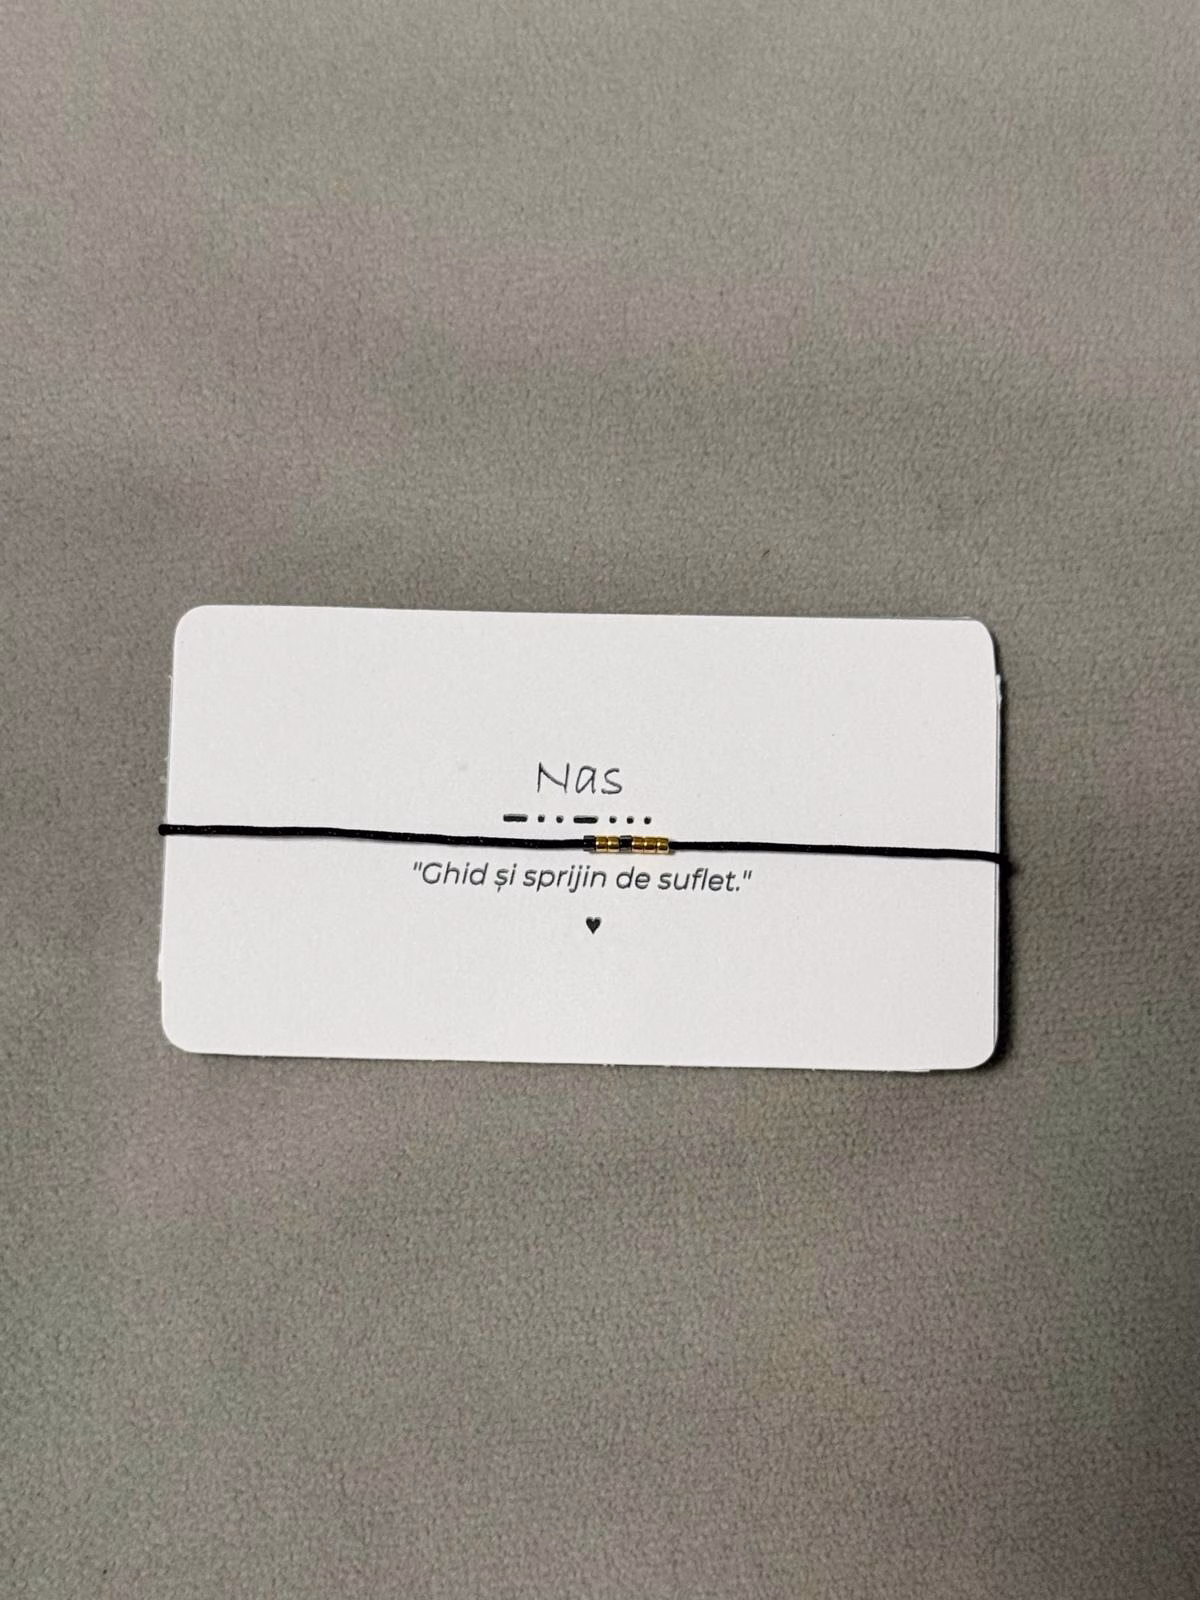 Nas
— · · — · · ·
"Ghid și sprijin de suflet."
♥